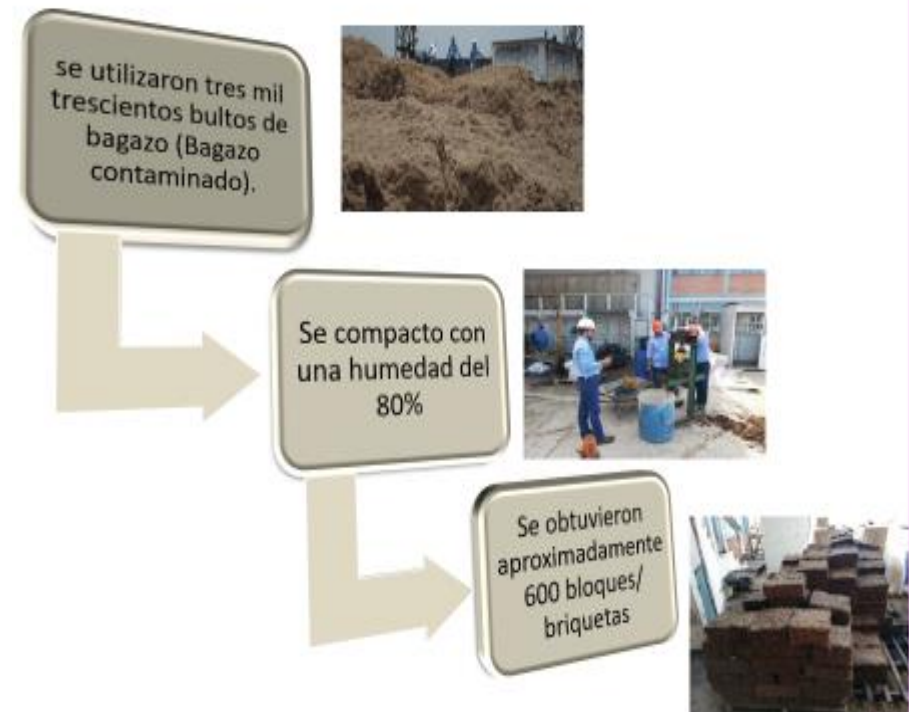 se utilizaron tres mil
trescientos bultos de
bagazo (Bagazo
contaminado).
Se compacto con
una humedad del
80%
Se obtuvieron
aproximadamente
600 bloques/
briquetas